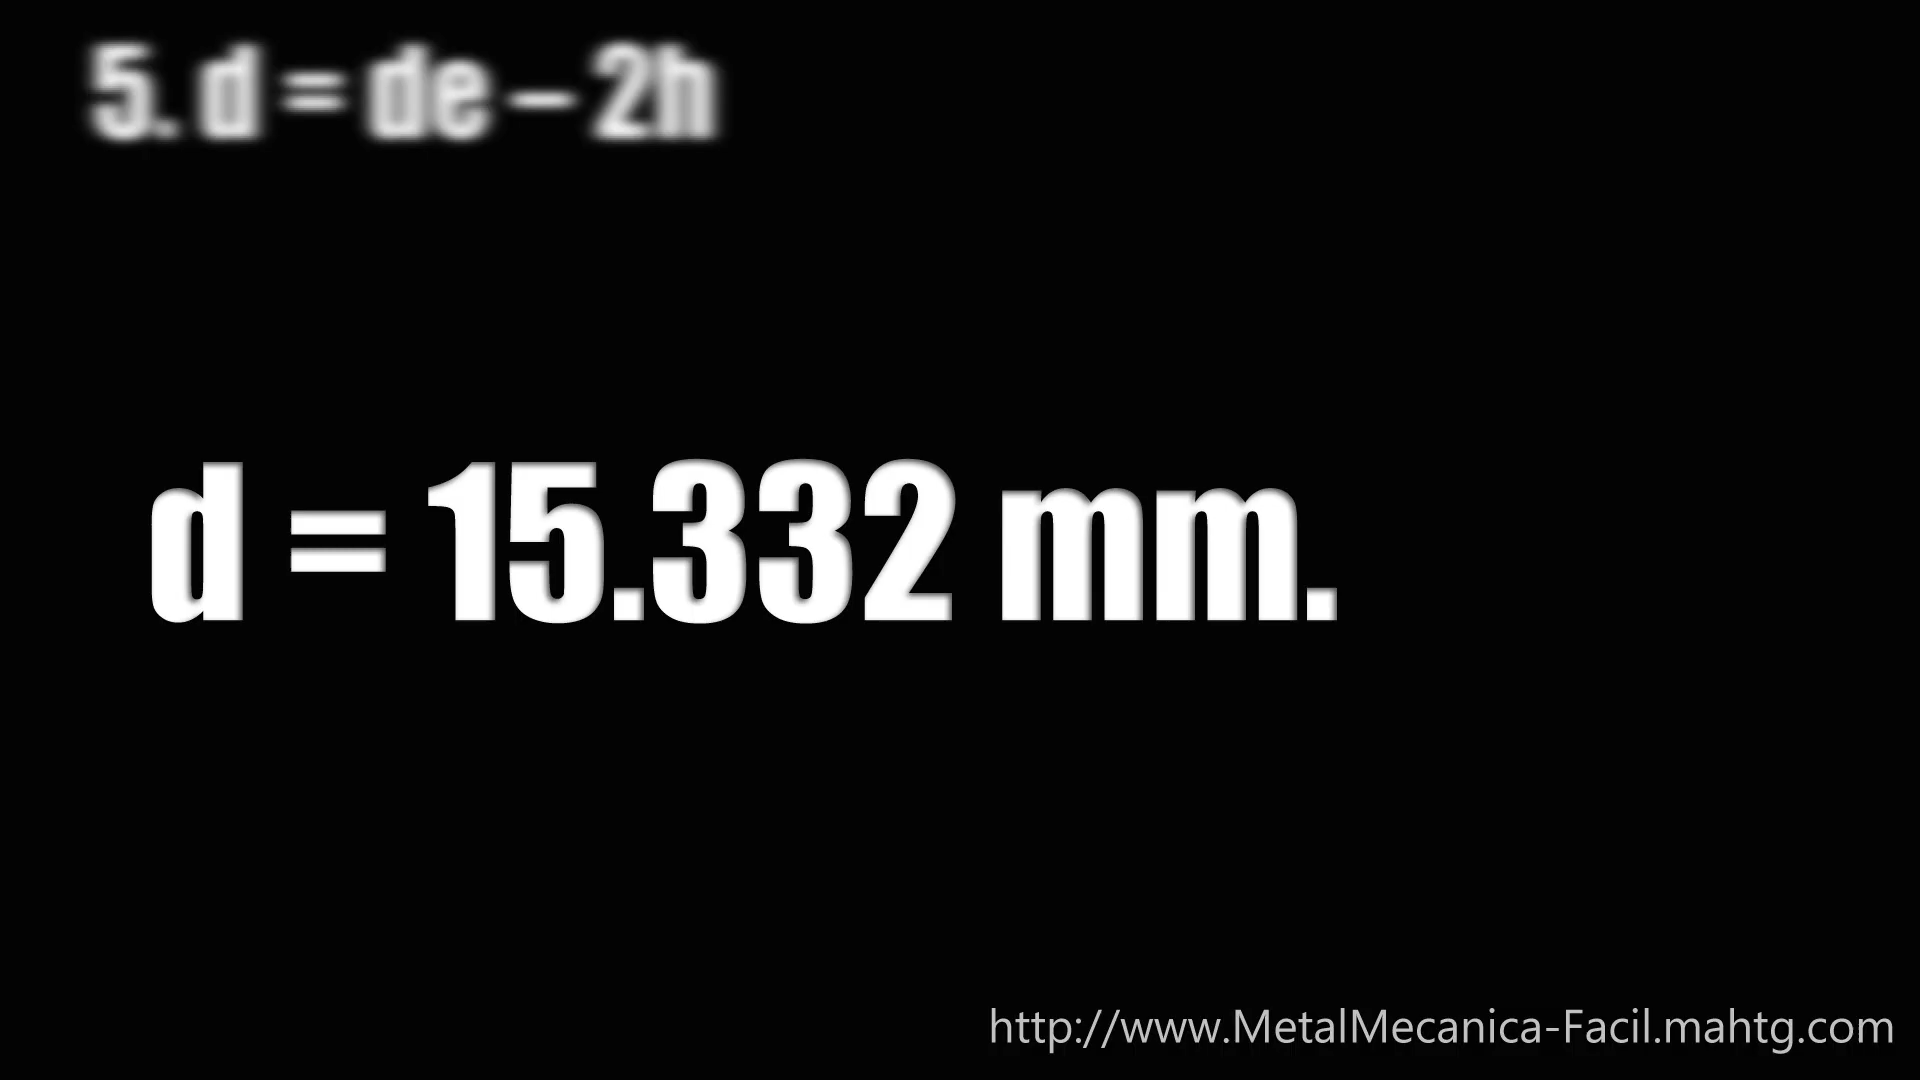 5. d = de – 2h
d = 15.332 mm.
http://www.MetalMecanica-Facil.mahtg.com